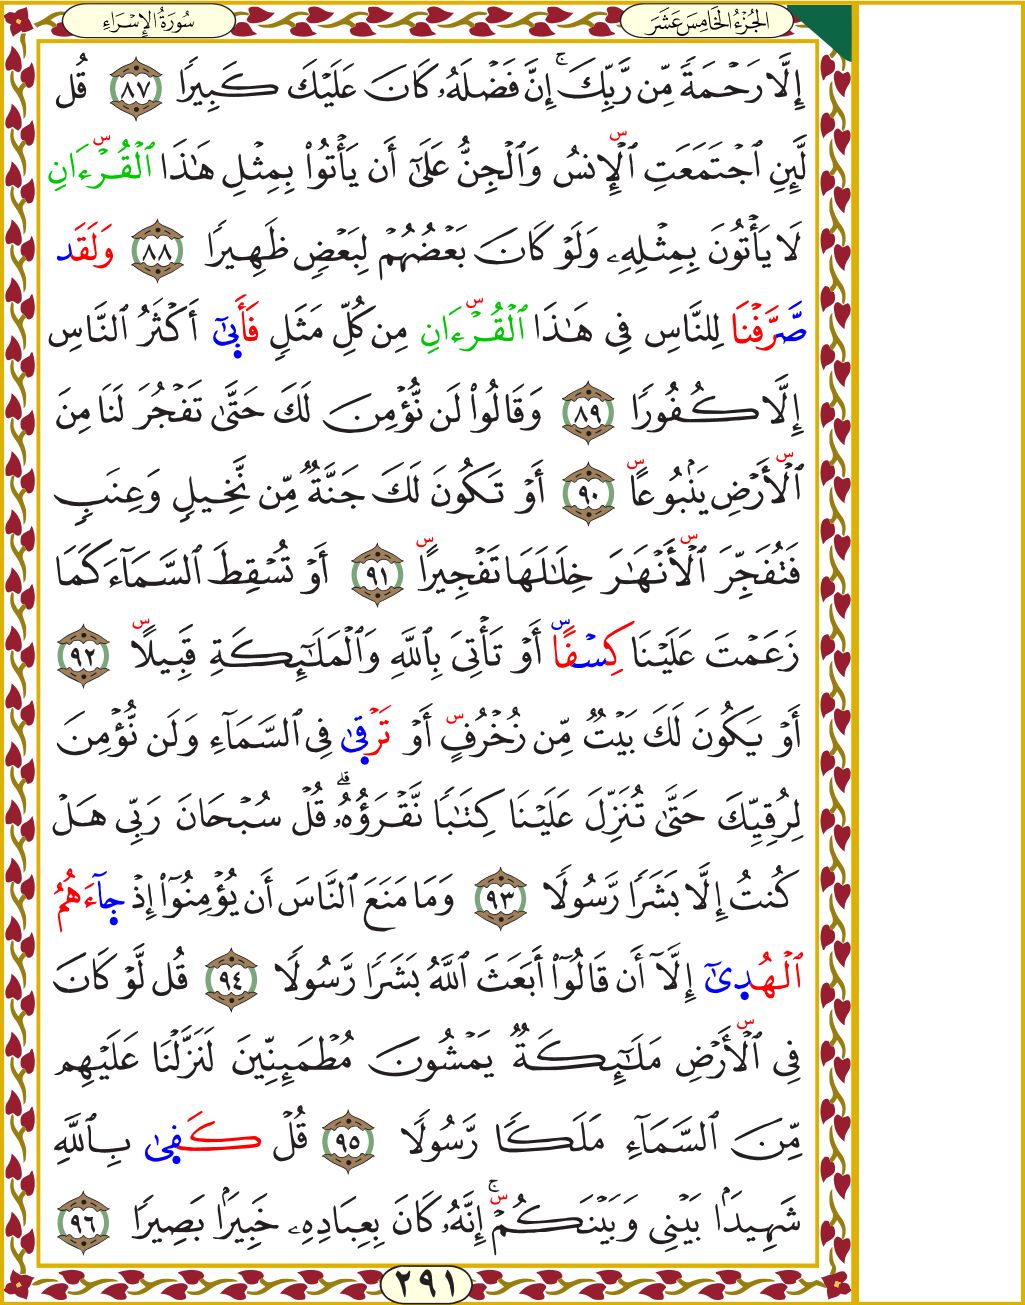 سُورَةُ الإِسْرَاءِ
الجُزْءُ الخَامِسَ عَشَرَ
إِلَّا رَحْمَةً مِّن رَّبِّكَ ۚ إِنَّ فَضْلَهُۥ كَانَ عَلَيْكَ كَبِيرًا ٨٧ قُل
لَّئِنِ ٱجْتَمَعَتِ ٱلْإِنسُ وَٱلْجِنُّ عَلَىٰٓ أَن يَأْتُوا۟ بِمِثْلِ هَـٰذَا ٱلْقُرْءَانِ
لَا يَأْتُونَ بِمِثْلِهِۦ وَلَوْ كَانَ بَعْضُهُمْ لِبَعْضٍ ظَهِيرًا ٨٨ وَلَقَد
صَّرَّفْنَا لِلنَّاسِ فِى هَـٰذَا ٱلْقُرْءَانِ مِن كُلِّ مَثَلٍ فَأَبِىٰٓ أَكْثَرُ ٱلنَّاسِ
إِلَّا كُفُورًا ٨٩ وَقَالُوا۟ لَن نُّؤْمِنَ لَكَ حَتَّىٰ تَفْجُرَ لَنَا مِنَ
ٱلْأَرْضِ يَنۢبُوعًا ٩٠ أَوْ تَكُونَ لَكَ جَنَّةٌ مِّن نَّخِيلٍ وَعِنَبٍ
فَتُفَجِّرَ ٱلْأَنْهَـٰرَ خِلَـٰلَهَا تَفْجِيرًا ٩١ أَوْ تُسْقِطَ ٱلسَّمَآءَ كَمَا
زَعَمْتَ عَلَيْنَا كِسْفًا أَوْ تَأْتِىَ بِٱللَّهِ وَٱلْمَلَـٰٓئِكَةِ قَبِيلًا ٩٢
أَوْ يَكُونَ لَكَ بَيْتٌ مِّن زُخْرُفٍ أَوْ تَرْقِىٰ فِى ٱلسَّمَآءِ وَلَن نُّؤْمِنَ
لِرُقِيِّكَ حَتَّىٰ تُنَزِّلَ عَلَيْنَا كِتَـٰبًا نَّقْرَؤُهُۥ ۗ قُلْ سُبْحَانَ رَبِّى هَلْ
كُنتُ إِلَّا بَشَرًا رَّسُولًا ٩٣ وَمَا مَنَعَ ٱلنَّاسَ أَن يُؤْمِنُوٓا۟ إِذْ جَآءَهُمُ
ٱلْهُدِىٰٓ إِلَّآ أَن قَالُوٓا۟ أَبَعَثَ ٱللَّهُ بَشَرًا رَّسُولًا ٩٤ قُل لَّوْ كَانَ
فِى ٱلْأَرْضِ مَلَـٰٓئِكَةٌ يَمْشُونَ مُطْمَئِنِّينَ لَنَزَّلْنَا عَلَيْهِم
مِّنَ ٱلسَّمَآءِ مَلَكًا رَّسُولًا ٩٥ قُلْ كَفِىٰ بِٱللَّهِ
شَهِيدًۢا بَيْنِى وَبَيْنَكُمْ ۚ إِنَّهُۥ كَانَ بِعِبَادِهِۦ خَبِيرًۢا بَصِيرًا ٩٦
٢٩١